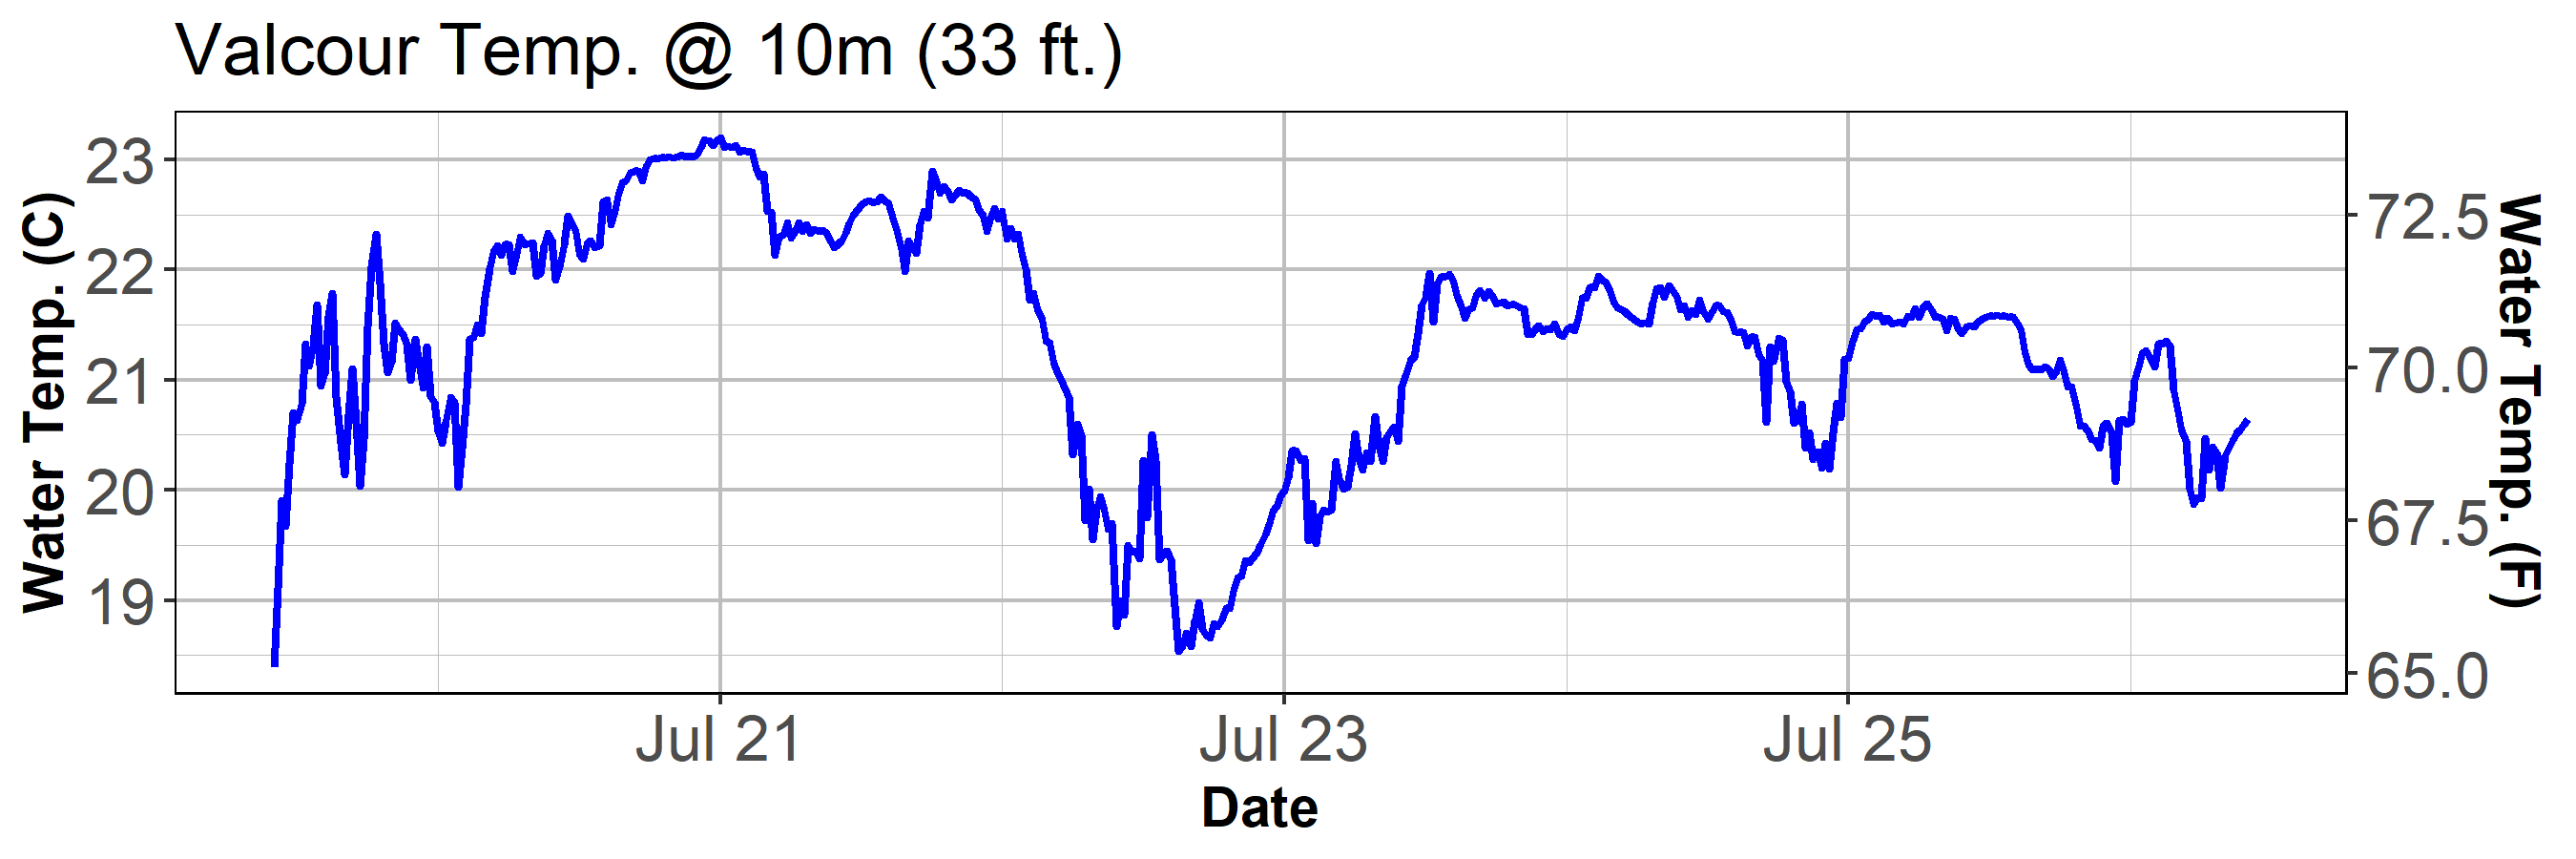 Valcour Temp. @ 10m (33 ft.)
Water Temp. (C)
23
22
21
20
19
72.5
70.0
67.5
65.0
Water Temp. (F)
Jul 21
Jul 23
Jul 25
Date